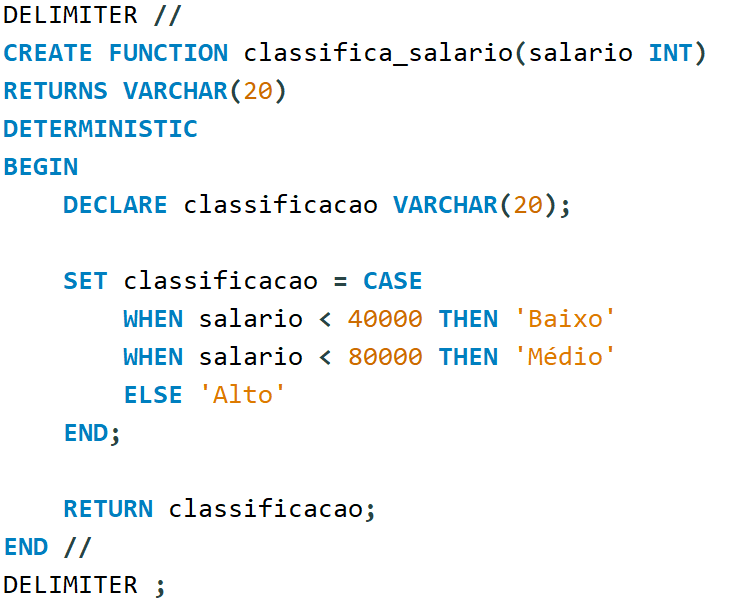 DELIMITER //
CREATE FUNCTION classifica_salario(salario INT)
RETURNS VARCHAR(20)
DETERMINISTIC
BEGIN
    DECLARE classificacao VARCHAR(20);

    SET classificacao = CASE
        WHEN salario < 40000 THEN 'Baixo'
        WHEN salario < 80000 THEN 'Médio'
        ELSE 'Alto'
    END;

    RETURN classificacao;
END //
DELIMITER ;